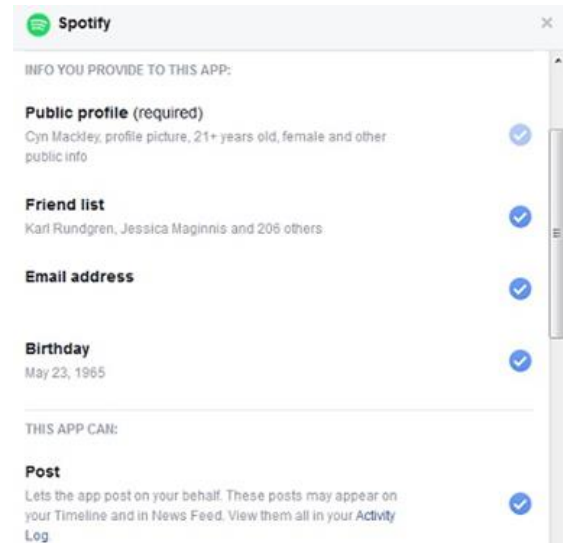 Spotify
INFO YOU PROVIDE TO THIS APP:
Public profile (required)
Cyn Mackley, profile picture, 21+ years old, female and other
public info
Friend list
Karl Rundgren, Jessica Maginnis and 206 others
Email address
Birthday
May 23, 1965
THIS APP CAN:
Post
Lets the app post on your behalf. These posts may appear on
your Timeline and in News Feed. View them all in your Activity
Log.